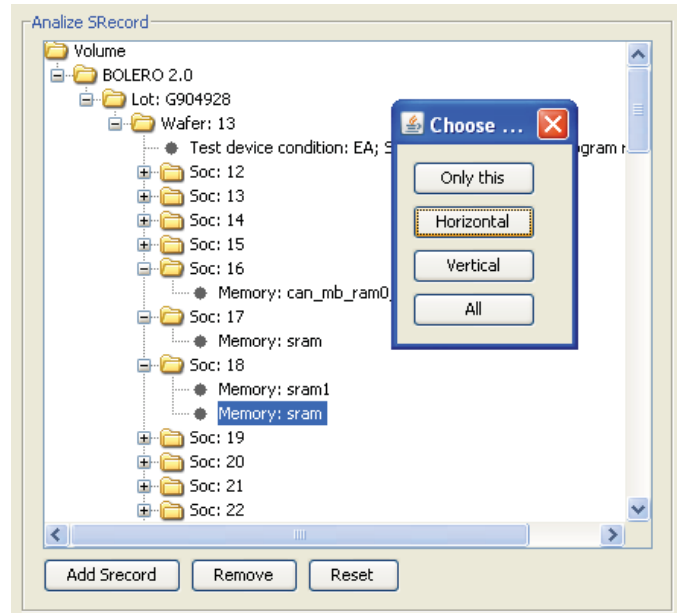 Analize SRecord
Volume
BOLERO 2.0
Lot: G904928
Wafer: 13
Choose ...
Test device condition: EA; S
Soc: 12
Only this
Soc: 13
Soc: 14
Horizontal
Soc: 15
Soc: 16
Vertical
Memory: can_mb_ram0_
All
Soc: 17
Memory: sram
Soc: 18
Memory: sram1
Memory: sram
Soc: 19
Soc: 20
Soc: 21
Soc: 22
Add Srecord Remove Reset